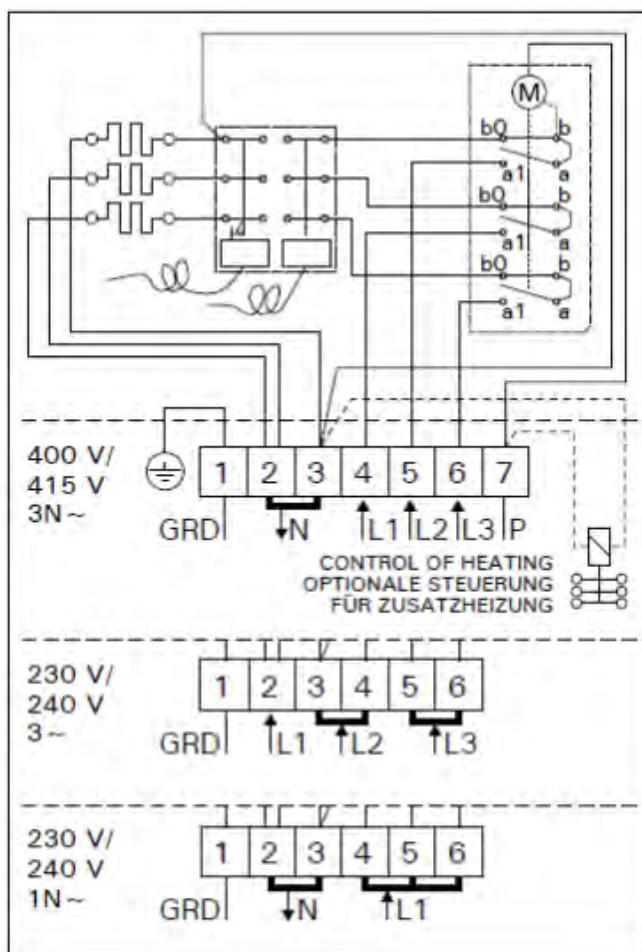 M
b0 b
a1 a
b0 b
a1 a
b0 b
a1 a
400 V/
415 V
3N~
1 2 3 4 5 6 7
GRD N L1 L2 L3 P
CONTROL OF HEATING
OPTIONALE STEUERUNG
FÜR ZUSATZHEIZUNG
230 V/
240 V
3~
1 2 3 4 5 6
GRD L1 L2 L3
230 V/
240 V
1N~
1 2 3 4 5 6
GRD N L1